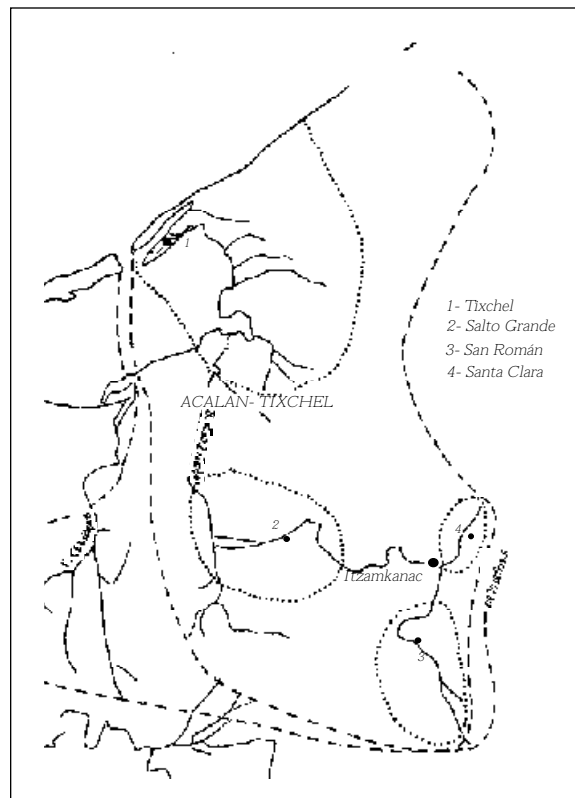 1
1- Tixchel
2- Salto Grande
3- San Román
4- Santa Clara
ACALAN- TIXCHEL
2
4
Itzamkanac
3